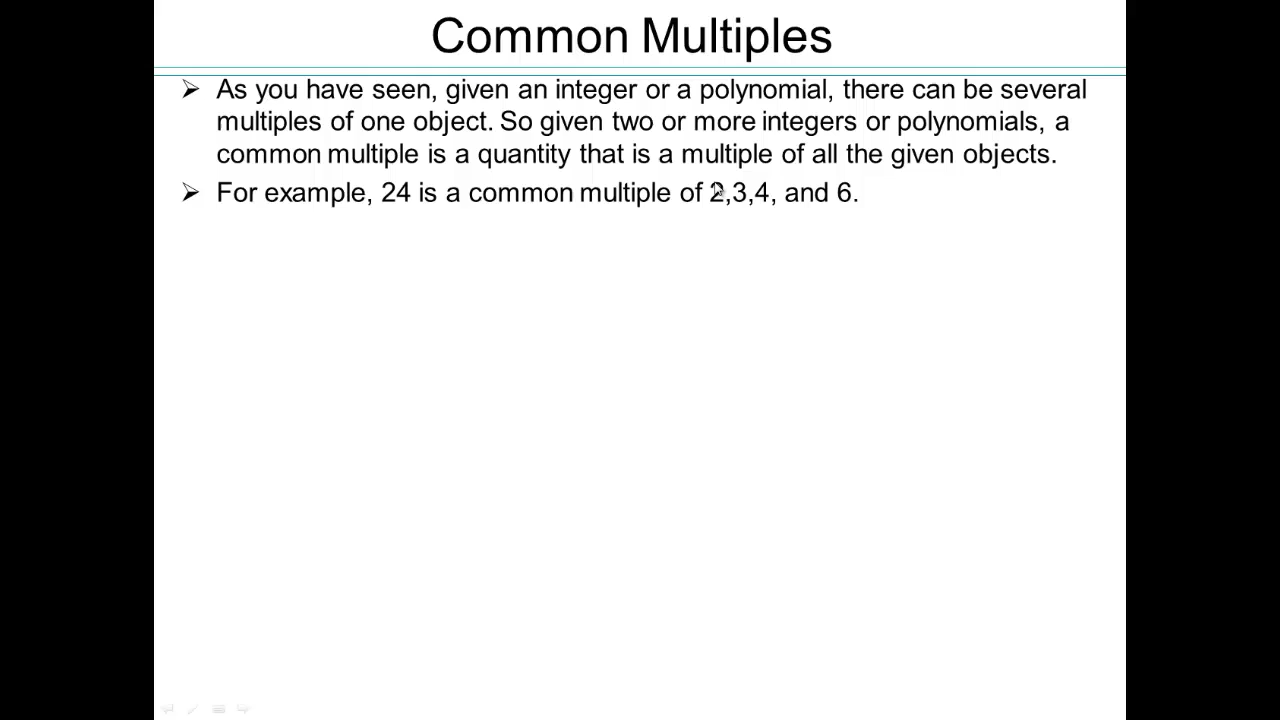 Common Multiples
As you have seen, given an integer or a polynomial, there can be several
multiples of one object. So given two or more integers or polynomials, a
common multiple is a quantity that is a multiple of all the given objects.
For example, 24 is a common multiple of 2,3,4, and 6.